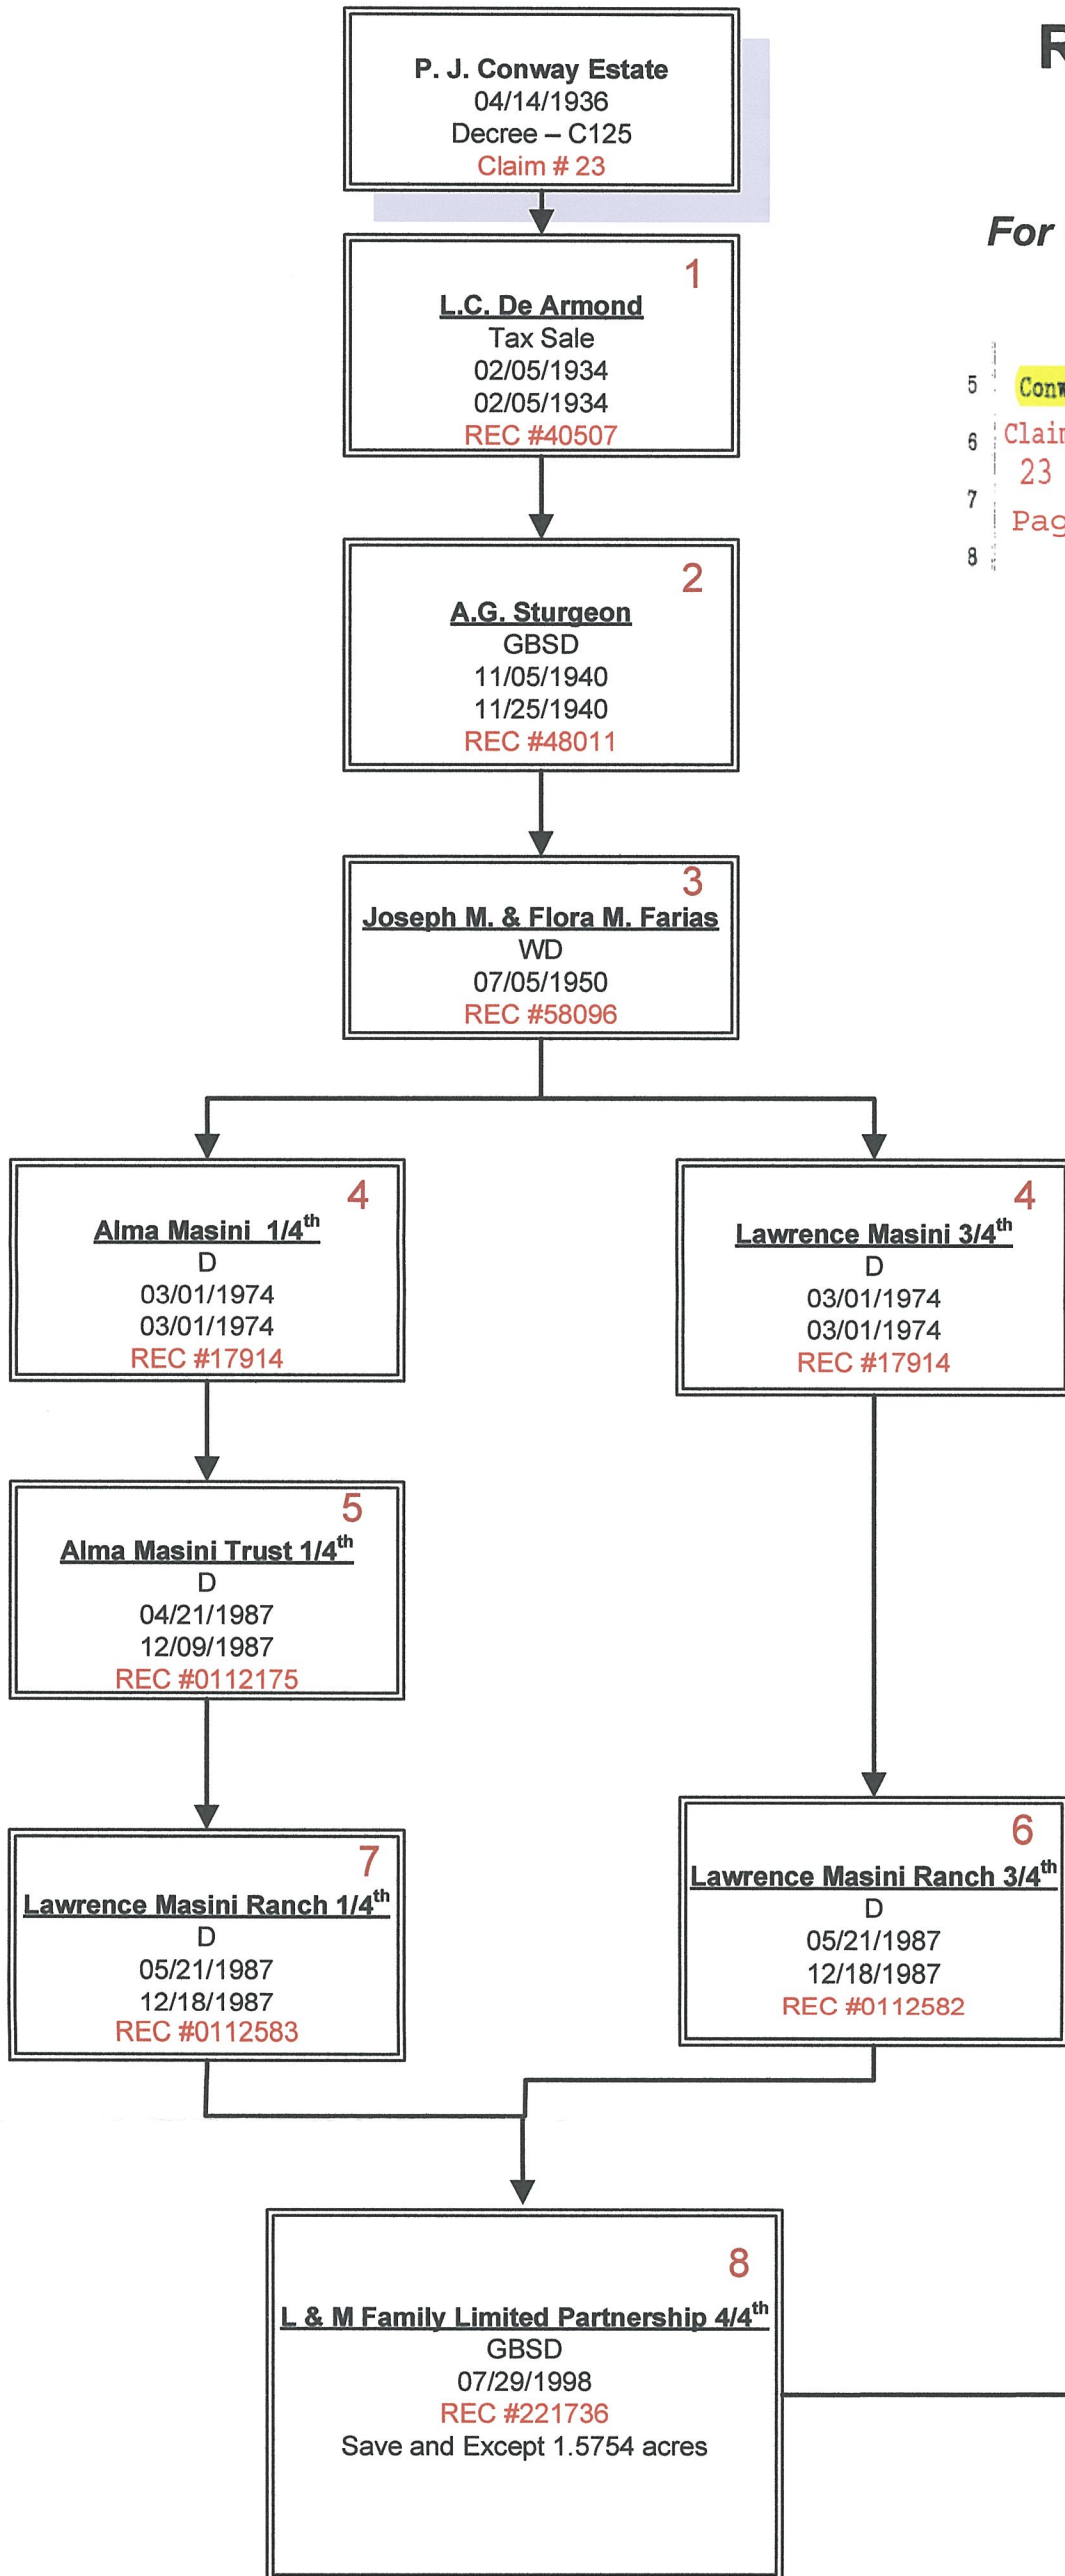 P. J. Conway Estate
04/14/1936
Decree – C125
Claim # 23
1
L.C. De Armond
Tax Sale
02/05/1934
02/05/1934
REC #40507
2
A.G. Sturgeon
GBSD
11/05/1940
11/25/1940
REC #48011
3
Joseph M. & Flora M. Farias
WD
07/05/1950
REC #58096
4
Alma Masini 1/4th
D
03/01/1974
03/01/1974
REC #17914
4
Lawrence Masini 3/4th
D
03/01/1974
03/01/1974
REC #17914
5
Alma Masini Trust 1/4th
D
04/21/1987
12/09/1987
REC #0112175
7
Lawrence Masini Ranch 1/4th
D
05/21/1987
12/18/1987
REC #0112583
6
Lawrence Masini Ranch 3/4th
D
05/21/1987
12/18/1987
REC #0112582
8
L & M Family Limited Partnership 4/4th
GBSD
07/29/1998
REC #221736
Save and Except 1.5754 acres
R
For
5
6
23
7
8